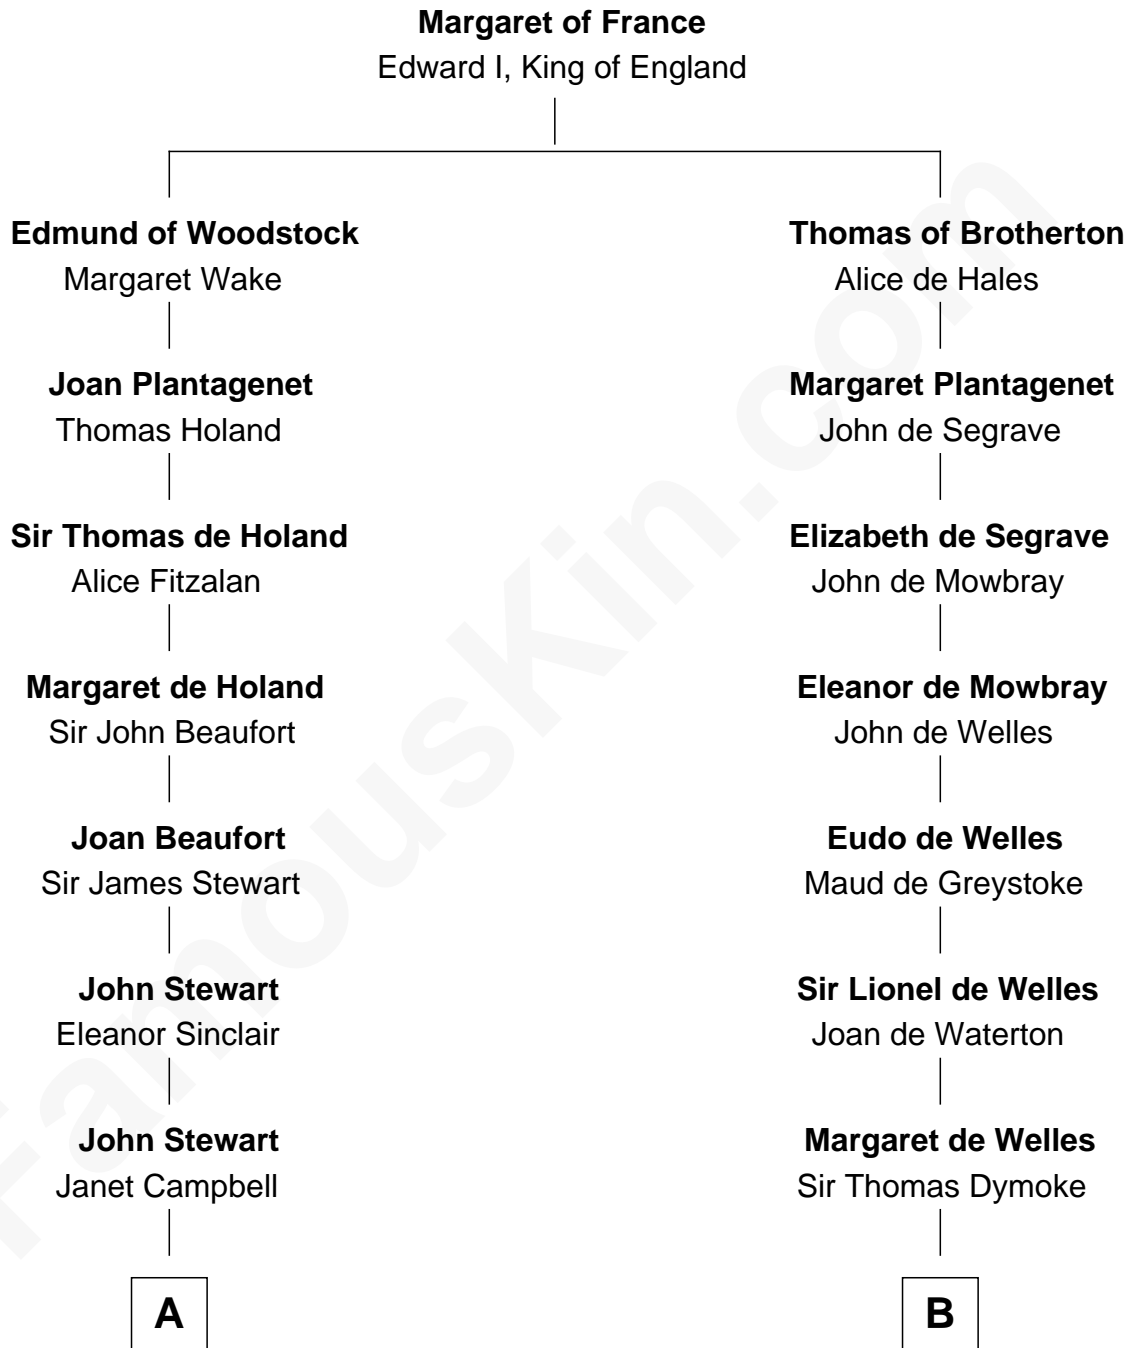 Margaret of France
Edward I, King of England
Edmund of Woodstock
Margaret Wake
Thomas of Brotherton
Alice de Hales
Joan Plantagenet
Thomas Holand
Margaret Plantagenet
John de Segrave
Sir Thomas de Holand
Alice Fitzalan
Elizabeth de Segrave
John de Mowbray
Margaret de Holand
Sir John Beaufort
Eleanor de Mowbray
John de Welles
Joan Beaufort
Sir James Stewart
Eudo de Welles
Maud de Greystoke
John Stewart
Eleanor Sinclair
Sir Lionel de Welles
Joan de Waterton
John Stewart
Janet Campbell
Margaret de Welles
Sir Thomas Dymoke
A
B
FamousKin.com